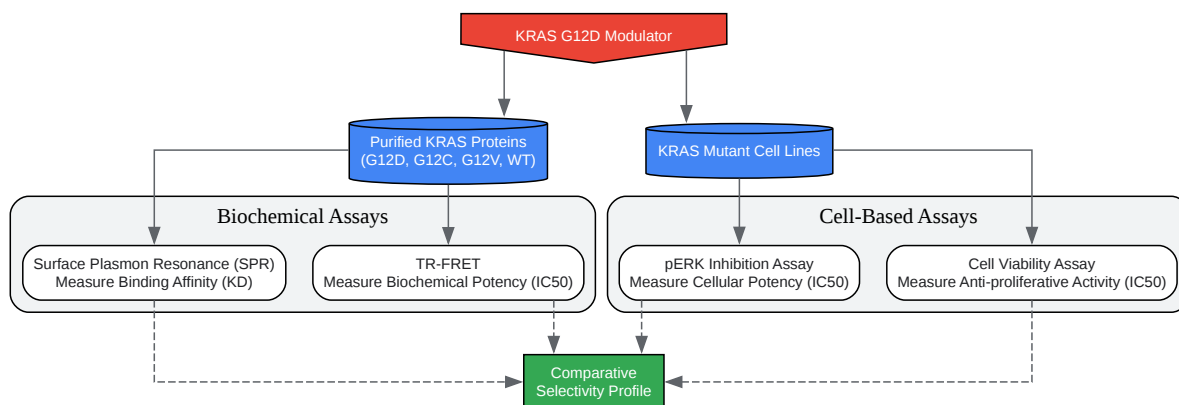 KRAS G12D Modulator
Purified KRAS Proteins
(G12D, G12C, G12V, WT)
KRAS Mutant Cell Lines
Biochemical Assays
Cell-Based Assays
Surface Plasmon Resonance (SPR)
Measure Binding Affinity (KD)
TR-FRET
Measure Biochemical Potency (IC50)
pERK Inhibition Assay
Measure Cellular Potency (IC50)
Cell Viability Assay
Measure Anti-proliferative Activity (IC50)
Comparative
Selectivity Profile